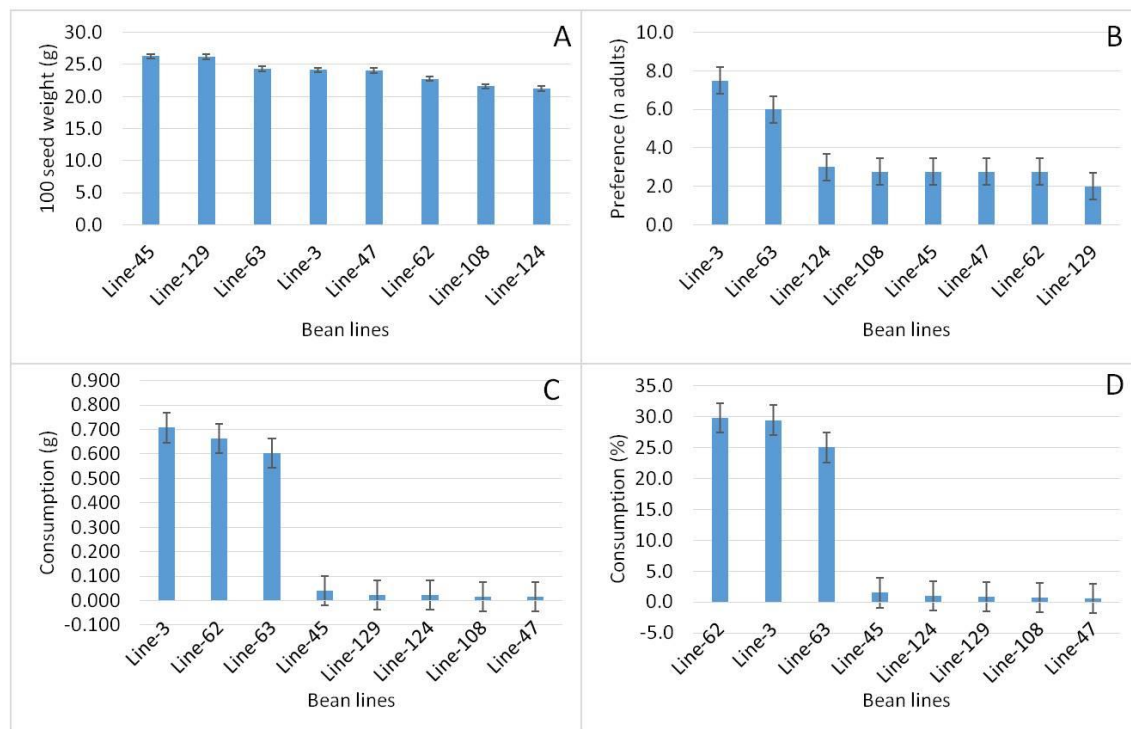 A
100 seed weight (g)
30.0
25.0
20.0
15.0
10.0
5.0
0.0
Line-45
Line-129
Line-63
Line-3
Line-47
Line-62
Line-108
Line-124
Bean lines
B
Preference (n adults)
10.0
8.0
6.0
4.0
2.0
0.0
Line-3
Line-63
Line-124
Line-108
Line-45
Line-47
Line-62
Line-129
Bean lines
C
Consumption (g)
0.900
0.800
0.700
0.600
0.500
0.400
0.300
0.200
0.100
0.000
-0.100
Line-3
Line-62
Line-63
Line-45
Line-129
Line-124
Line-108
Line-47
Bean lines
D
Consumption (%)
35.0
30.0
25.0
20.0
15.0
10.0
5.0
0.0
-5.0
Line-62
Line-3
Line-63
Line-45
Line-124
Line-129
Line-108
Line-47
Bean lines